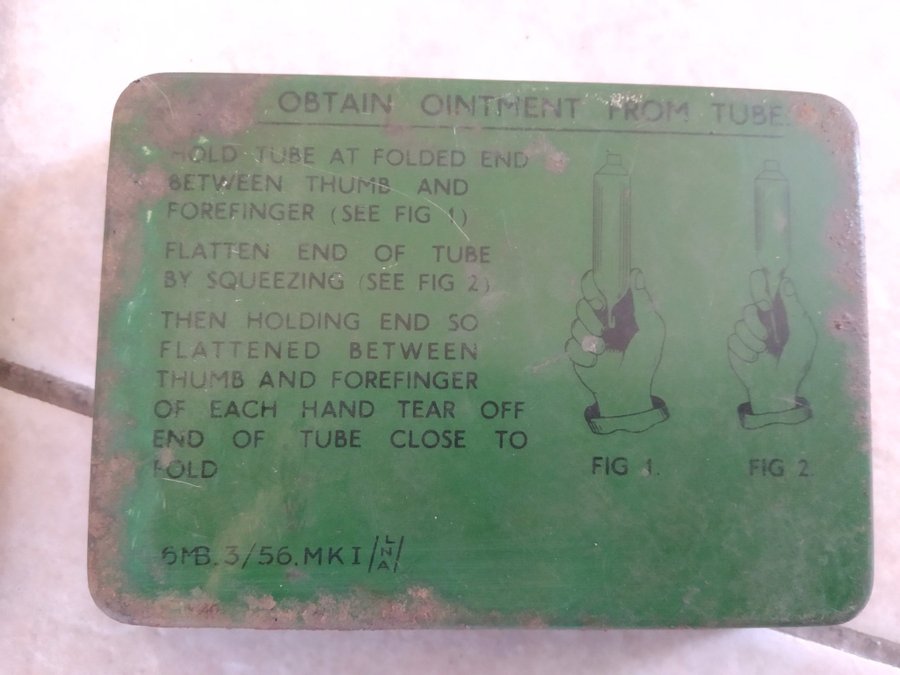 OBTAIN OINTMENT FROM TUBE
HOLD TUBE AT FOLDED END
BETWEEN THUMB AND
FOREFINGER (SEE FIG 1)
FLATTEN END OF TUBE
BY SQUEEZING (SEE FIG 2)
THEN HOLDING END SO
FLATTENED BETWEEN
THUMB AND FOREFINGER
OF EACH HAND TEAR OFF
END OF TUBE CLOSE TO
FOLD
FIG 1.
FIG 2.
6MB.3/56.MK I /LNA/